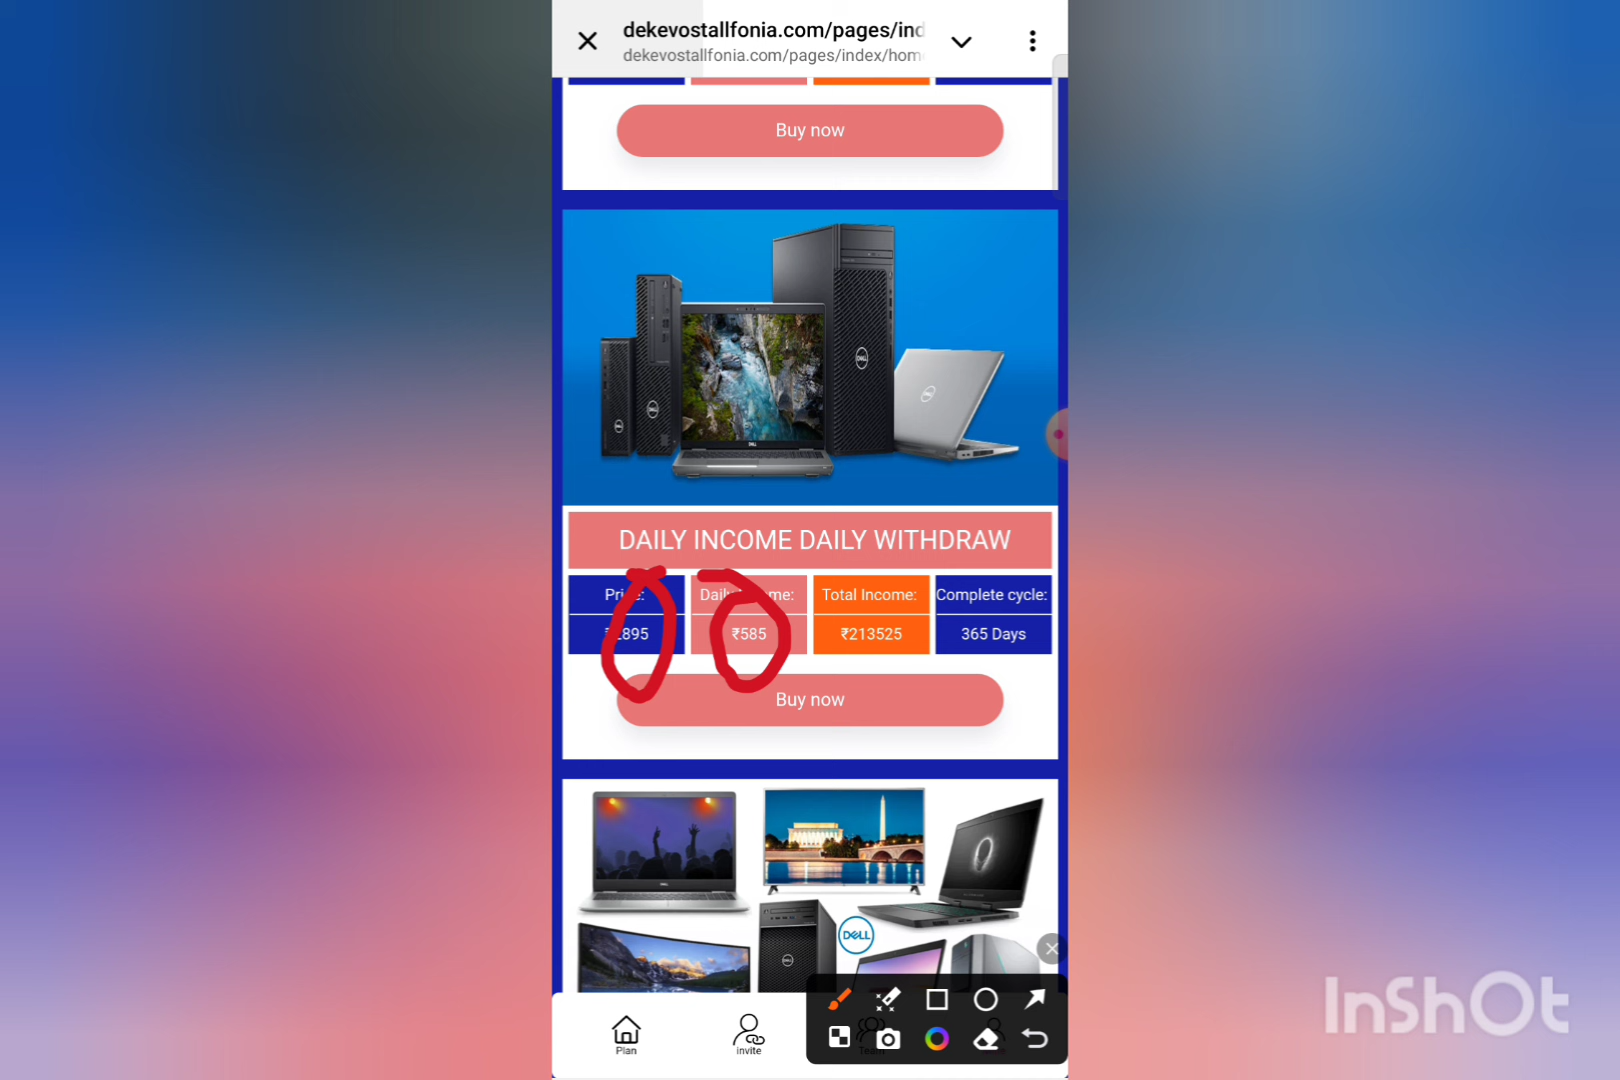 dekevostallfonia.com/pages/ind
dekevostallfonia.com/pages/index/hom
Buy now
DELL
DAILY INCOME DAILY WITHDRAW
Total Income: Complete cycle:
₹585 ₹213525 365 Days
Buy now
DELL
Plan invite
InShOt